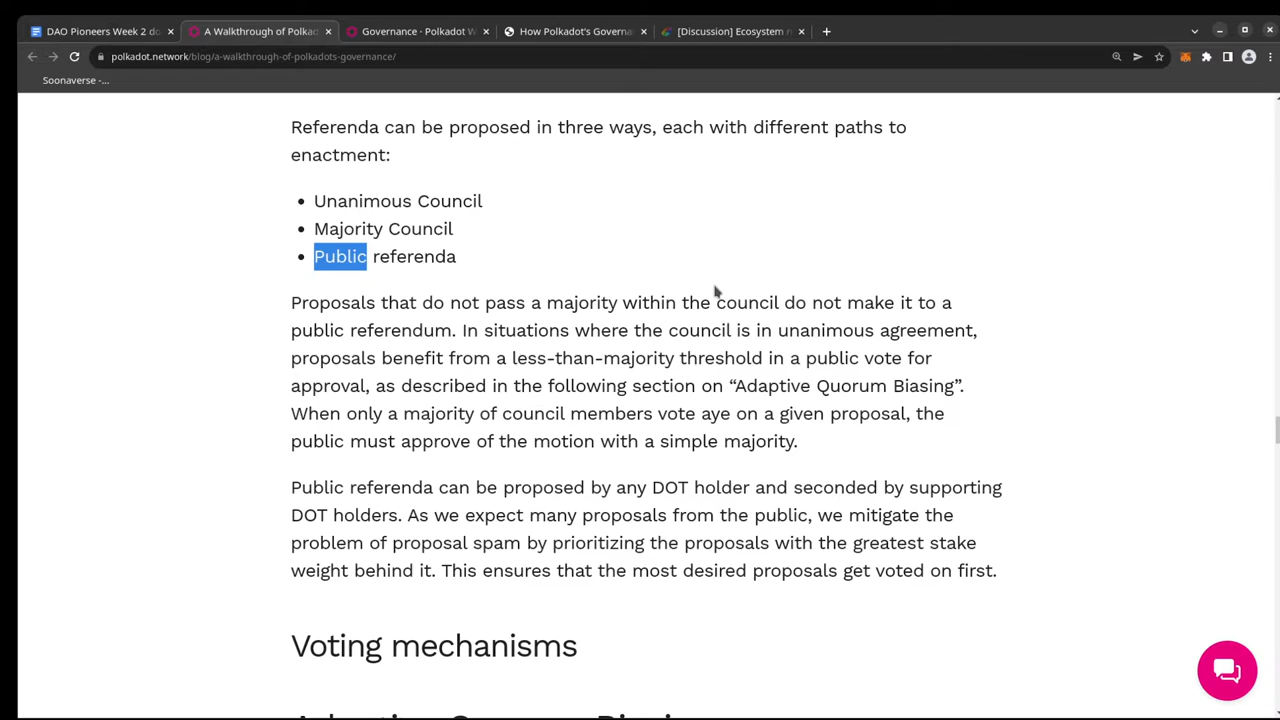 DAO Pioneers Week 2 do
A Walkthrough of Polkad
Governance · Polkadot W
How Polkadot's Governa
[Discussion] Ecosystem r
polkadot.network/blog/a-walkthrough-of-polkadots-governance/
Soonaverse -...
Referenda can be proposed in three ways, each with different paths to
enactment:
• Unanimous Council
• Majority Council
• Public referenda
Proposals that do not pass a majority within the council do not make it to a
public referendum. In situations where the council is in unanimous agreement,
proposals benefit from a less-than-majority threshold in a public vote for
approval, as described in the following section on “Adaptive Quorum Biasing”.
When only a majority of council members vote aye on a given proposal, the
public must approve of the motion with a simple majority.
Public referenda can be proposed by any DOT holder and seconded by supporting
DOT holders. As we expect many proposals from the public, we mitigate the
problem of proposal spam by prioritizing the proposals with the greatest stake
weight behind it. This ensures that the most desired proposals get voted on first.
Voting mechanisms